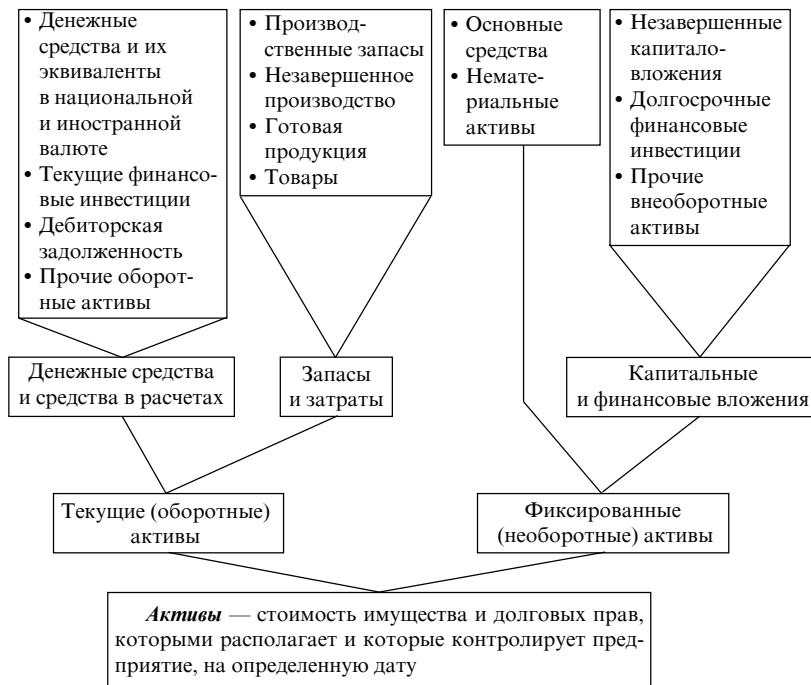 • Денежные
средства и их
эквиваленты
в национальной
и иностранной
валюте
• Текущие финансо-
вые инвестиции
• Дебиторская
задолженность
• Прочие оборот-
ные активы
• Производ-
ственные запасы
• Незавершенное
производство
• Готовая
продукция
• Товары
• Основные
средства
• Немате-
риальные
активы
• Незавершенные
капитало-
вложения
• Долгосрочные
финансовые
инвестиции
• Прочие
внеоборотные
активы
Денежные средства
и средства в расчетах
Запасы
и затраты
Капитальные
и финансовые вложения
Текущие (оборотные)
активы
Фиксированные
(необоротные) активы
Активы — стоимость имущества и долговых прав,
которыми располагает и которые контролирует пред-
приятие, на определенную дату